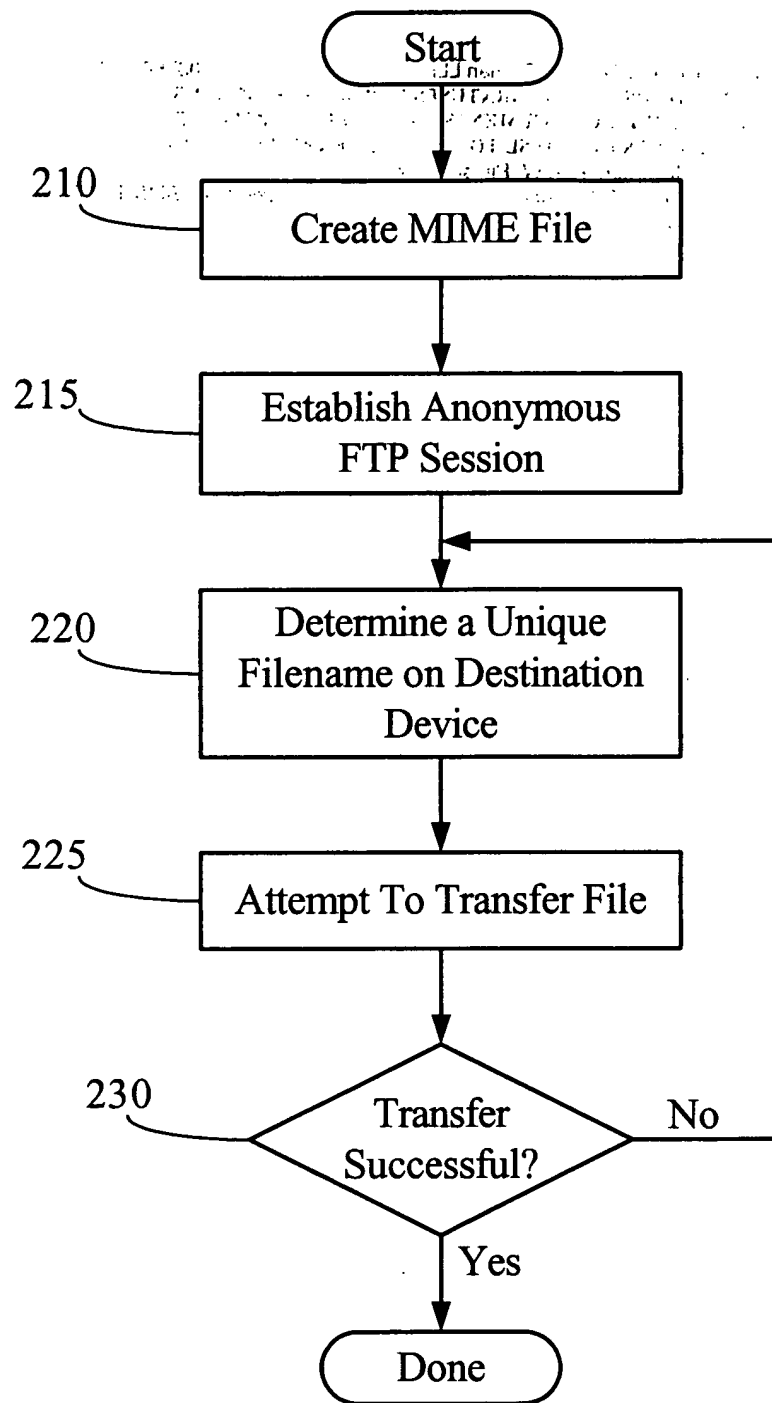 Start
210
Create MIME File
215
Establish Anonymous
FTP Session
220
Determine a Unique
Filename on Destination
Device
225
Attempt To Transfer File
230
Transfer
Successful?
No
Yes
Done